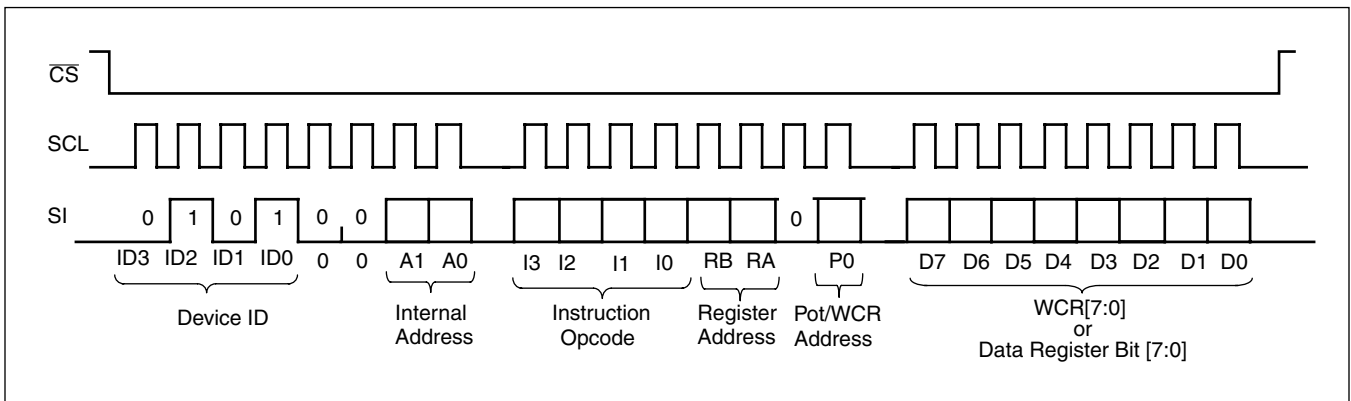 CS
SCL
SI
0 1 0 1 0 0 0
ID3 ID2 ID1 ID0 0 0 A1 A0 I3 I2 I1 I0 RB RA P0 D7 D6 D5 D4 D3 D2 D1 D0
Device ID
Internal
Address
Instruction
Opcode
Register
Address
Pot/WCR
Address
WCR[7:0]
or
Data Register Bit [7:0]